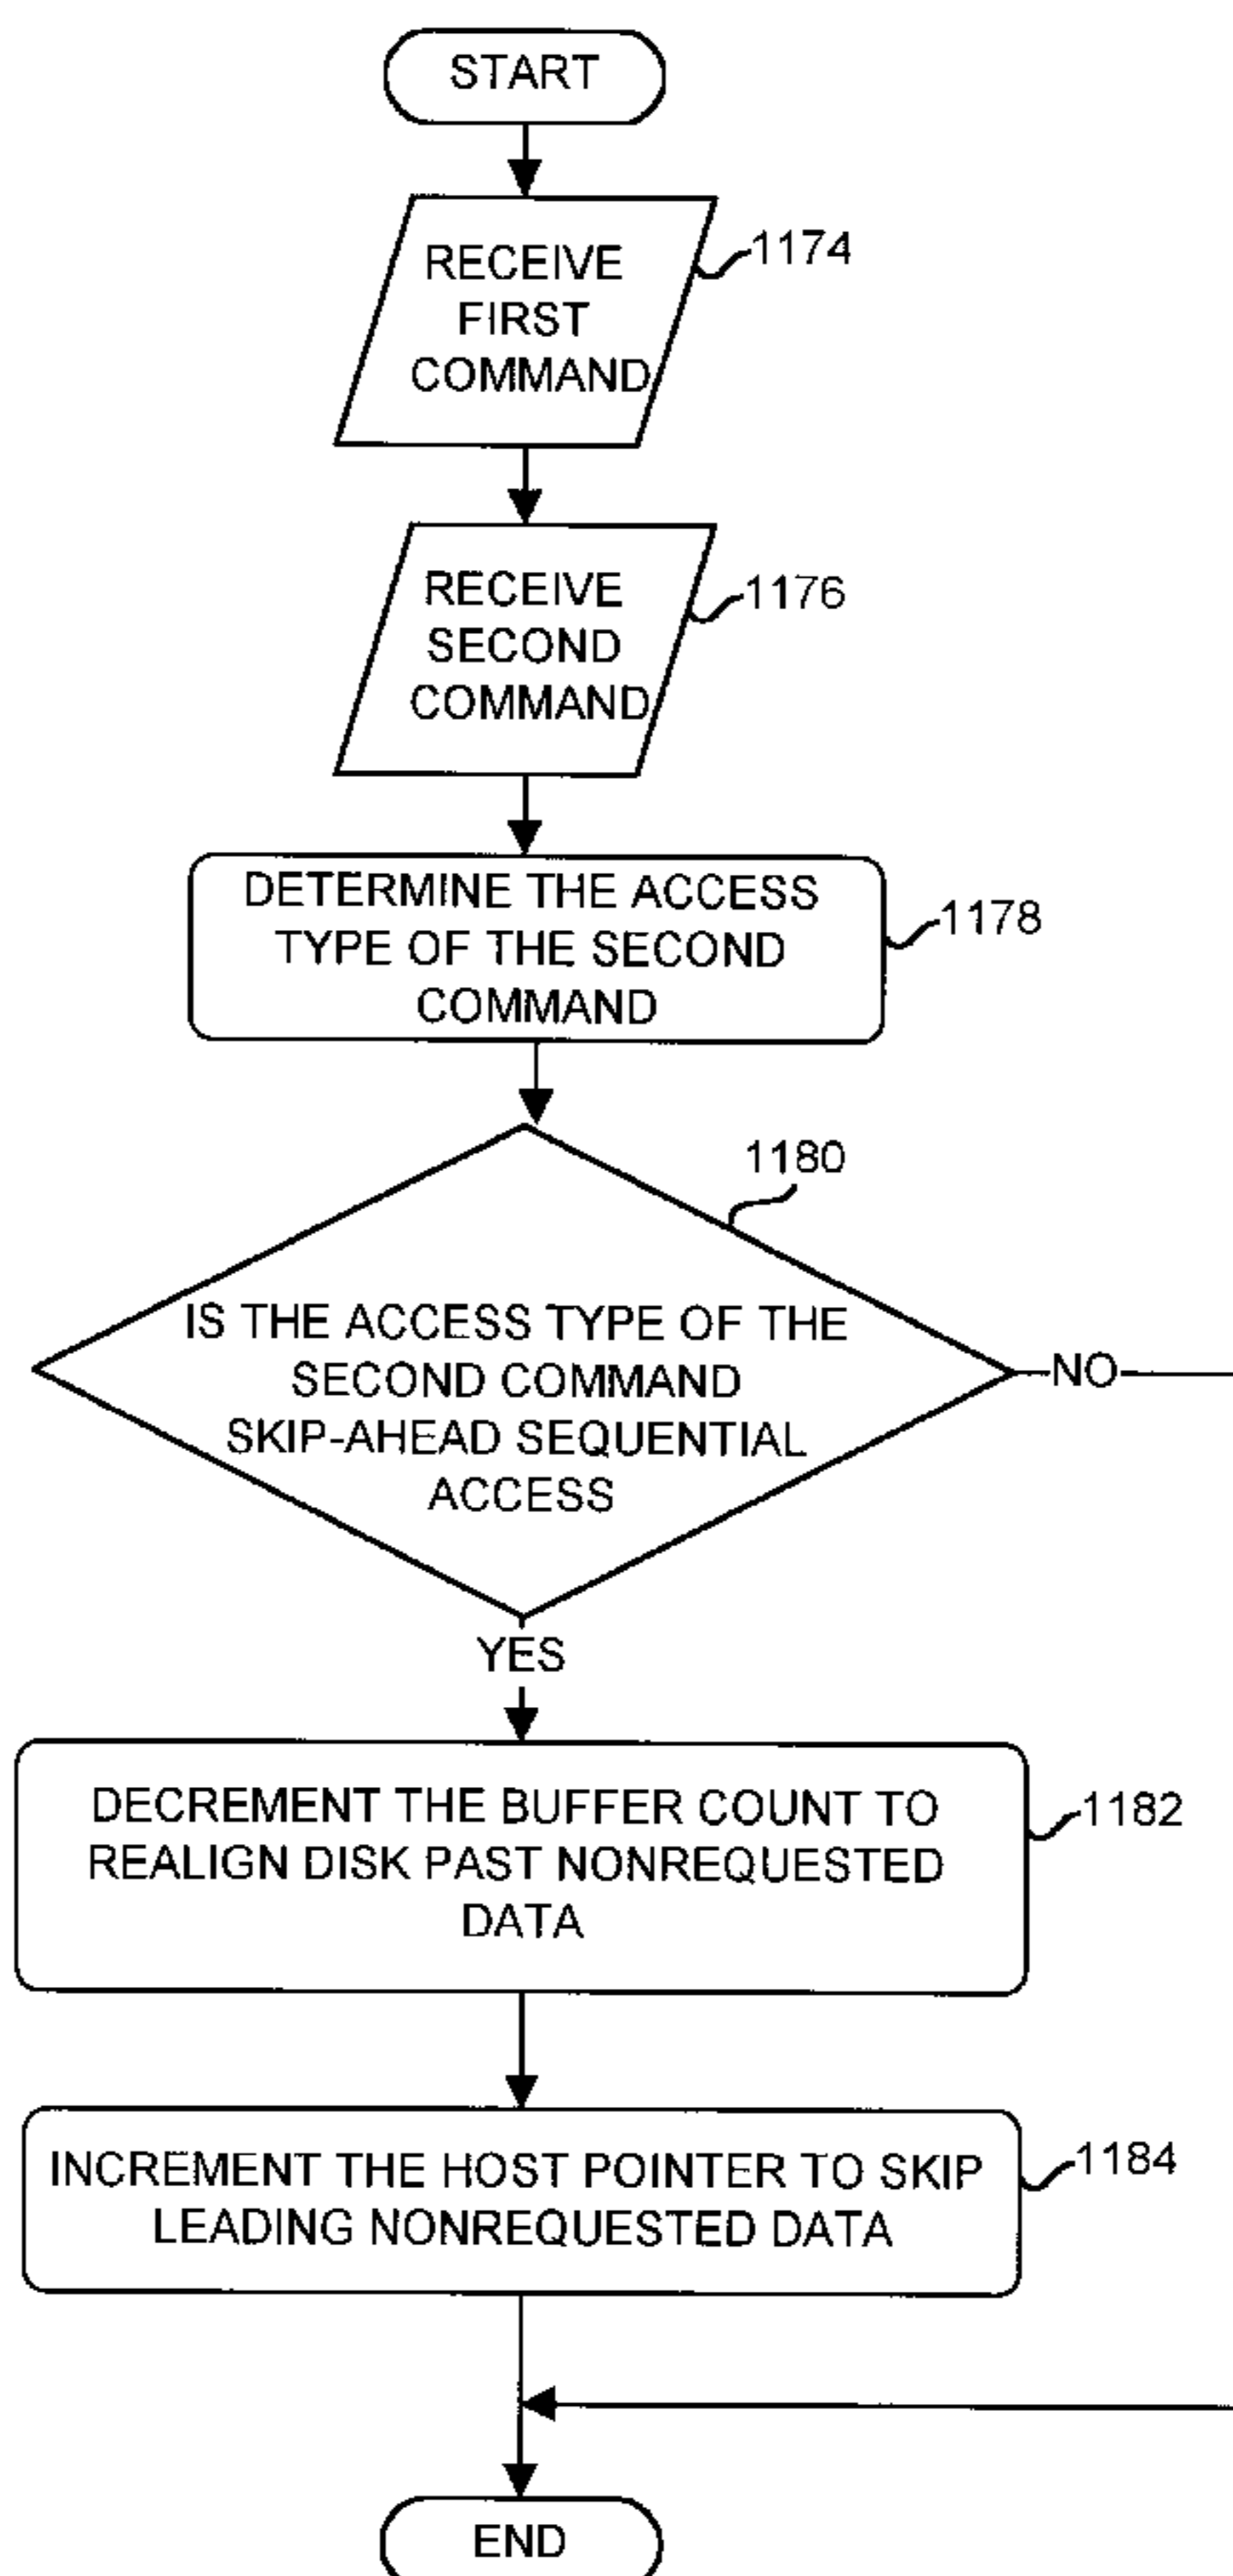 START
RECEIVE
FIRST
COMMAND
1174
RECEIVE
SECOND
COMMAND
1176
DETERMINE THE ACCESS
TYPE OF THE SECOND
COMMAND
1178
1180
IS THE ACCESS TYPE OF THE
SECOND COMMAND
SKIP-AHEAD SEQUENTIAL
ACCESS
NO
YES
DECREMENT THE BUFFER COUNT TO
REALIGN DISK PAST NONREQUESTED
DATA
1182
INCREMENT THE HOST POINTER TO SKIP
LEADING NONREQUESTED DATA
1184
END